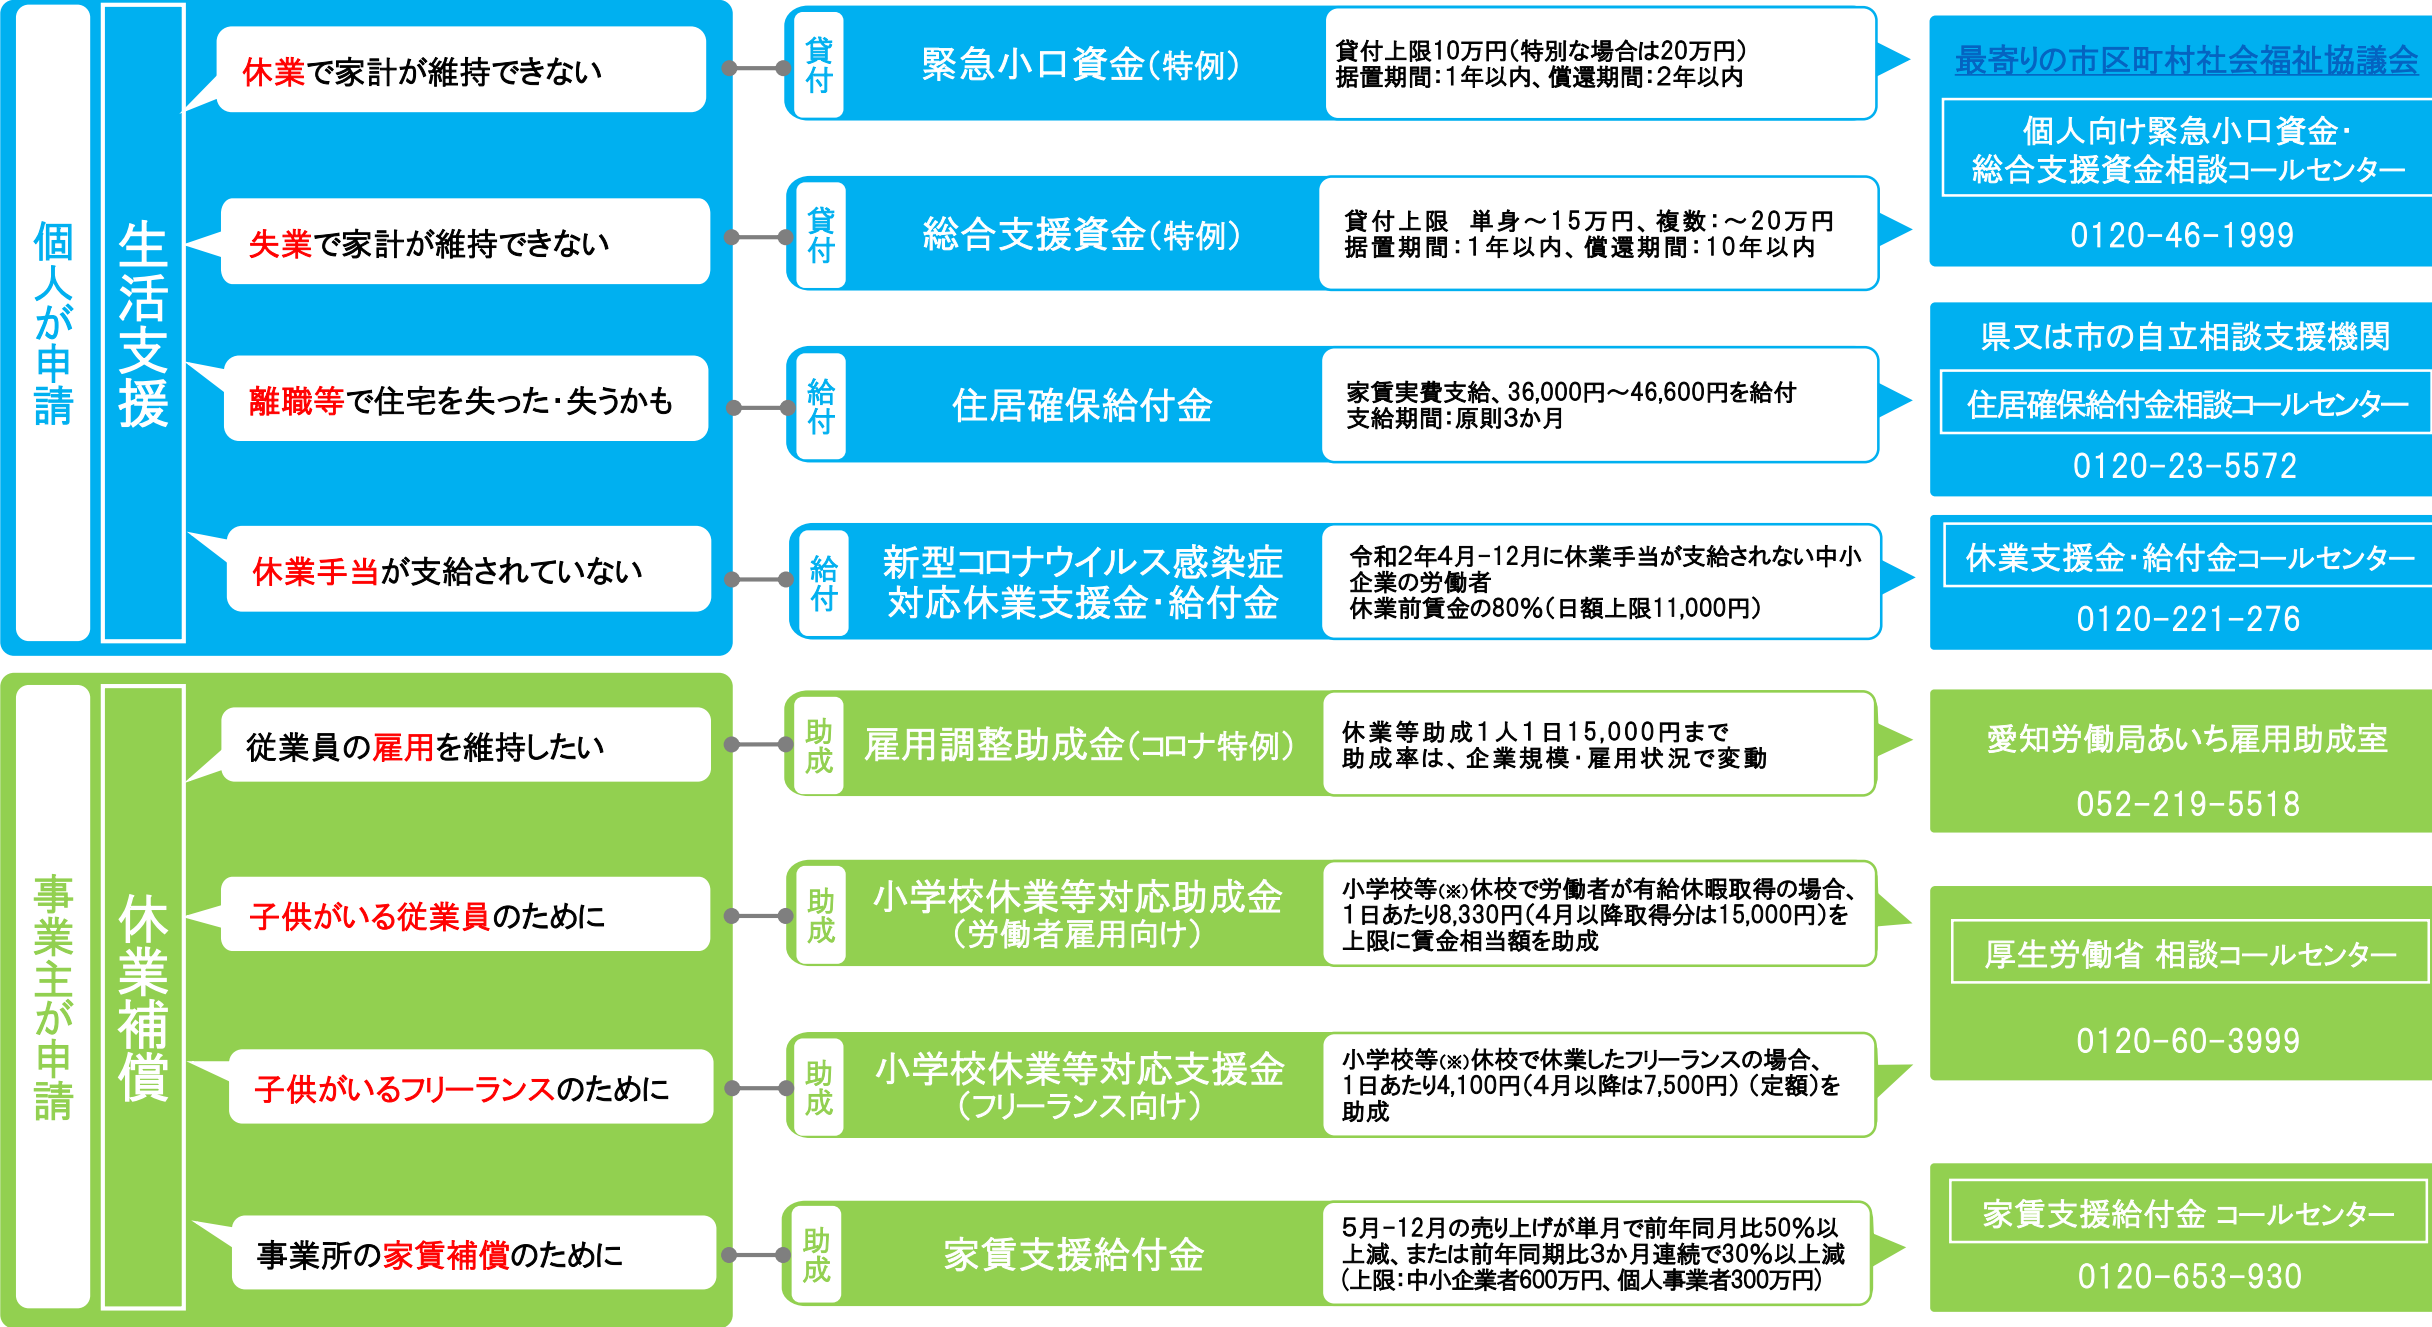 個人が申請
生活支援
休業で家計が維持できない
貸付
緊急小口資金(特例)
貸付上限10万円(特別な場合は20万円)
据置期間:1年以内、償還期間:2年以内
最寄りの市区町村社会福祉協議会
個人向け緊急小口資金・
総合支援資金相談コールセンター
0120-46-1999
失業で家計が維持できない
貸付
総合支援資金(特例)
貸付上限 単身~15万円、複数:~20万円
据置期間:1年以内、償還期間:10年以内
離職等で住宅を失った・失うかも
給付
住居確保給付金
家賃実費支給、36,000円~46,600円を給付
支給期間:原則3か月
県又は市の自立相談支援機関
住居確保給付金相談コールセンター
0120-23-5572
休業手当が支給されていない
給付
新型コロナウイルス感染症
対応休業支援金・給付金
令和2年4月-12月に休業手当が支給されない中小
企業の労働者
休業前賃金の80%(日額上限11,000円)
休業支援金・給付金コールセンター
0120-221-276
事業主が申請
休業補償
従業員の雇用を維持したい
助成
雇用調整助成金(コロナ特例)
休業等助成1人1日15,000円まで
助成率は、企業規模・雇用状況で変動
愛知労働局あいち雇用助成室
052-219-5518
子供がいる従業員のために
助成
小学校休業等対応助成金
(労働者雇用向け)
小学校等(※)休校で労働者が有給休暇取得の場合、
1日あたり8,330円(4月以降取得分は15,000円)を
上限に賃金相当額を助成
厚生労働省 相談コールセンター
0120-60-3999
子供がいるフリーランスのために
助成
小学校休業等対応支援金
(フリーランス向け)
小学校等(※)休校で休業したフリーランスの場合、
1日あたり4,100円(4月以降は7,500円)(定額)を
助成
事業所の家賃補償のために
助成
家賃支援給付金
5月-12月の売り上げが単月で前年同月比50%以
上減、または前年同期比3か月連続で30%以上減
(上限:中小企業者600万円、個人事業者300万円)
家賃支援給付金 コールセンター
0120-653-930